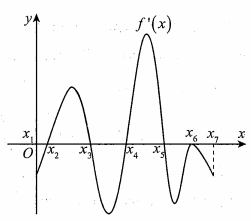 y
f'(x)
x₁ O x₂ x₃ x₄ x₅ x₆ x₇ x